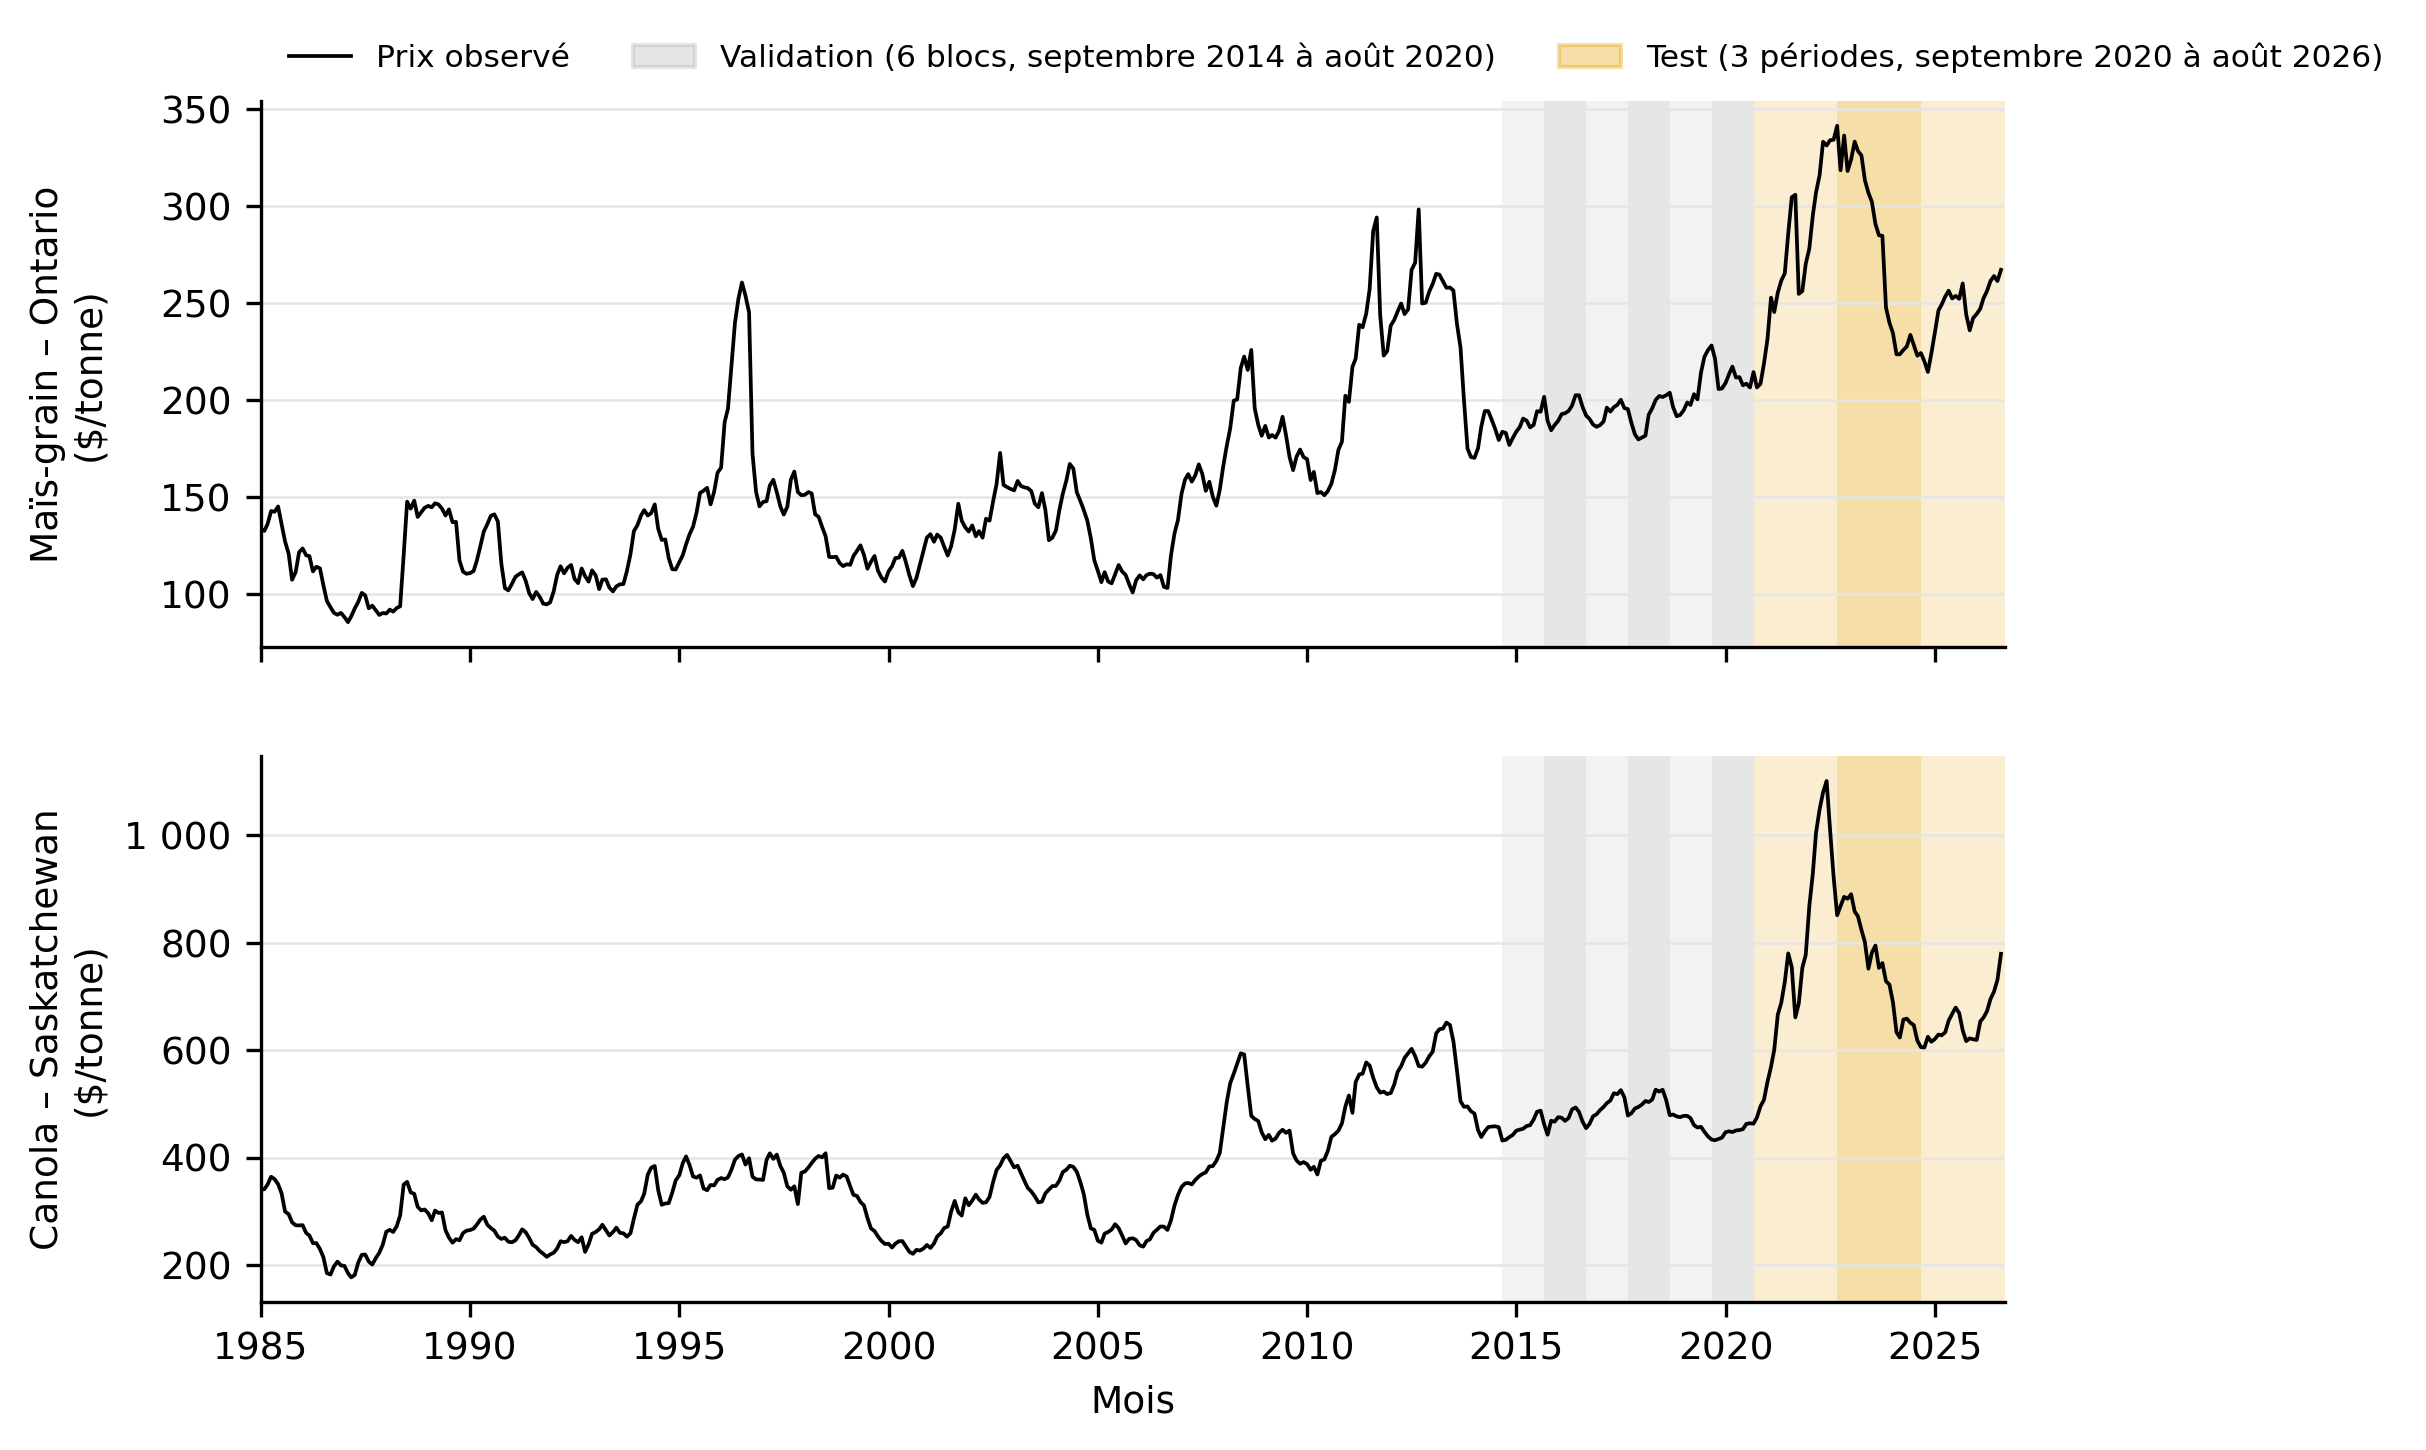 Prix observé
Validation (6 blocs, septembre 2014 à août 2020)
Test (3 périodes, septembre 2020 à août 2026)
Maïs-grain – Ontario
($/tonne)
350
300
250
200
150
100
Canola – Saskatchewan
($/tonne)
1 000
800
600
400
200
1985
1990
1995
2000
2005
2010
2015
2020
2025
Mois